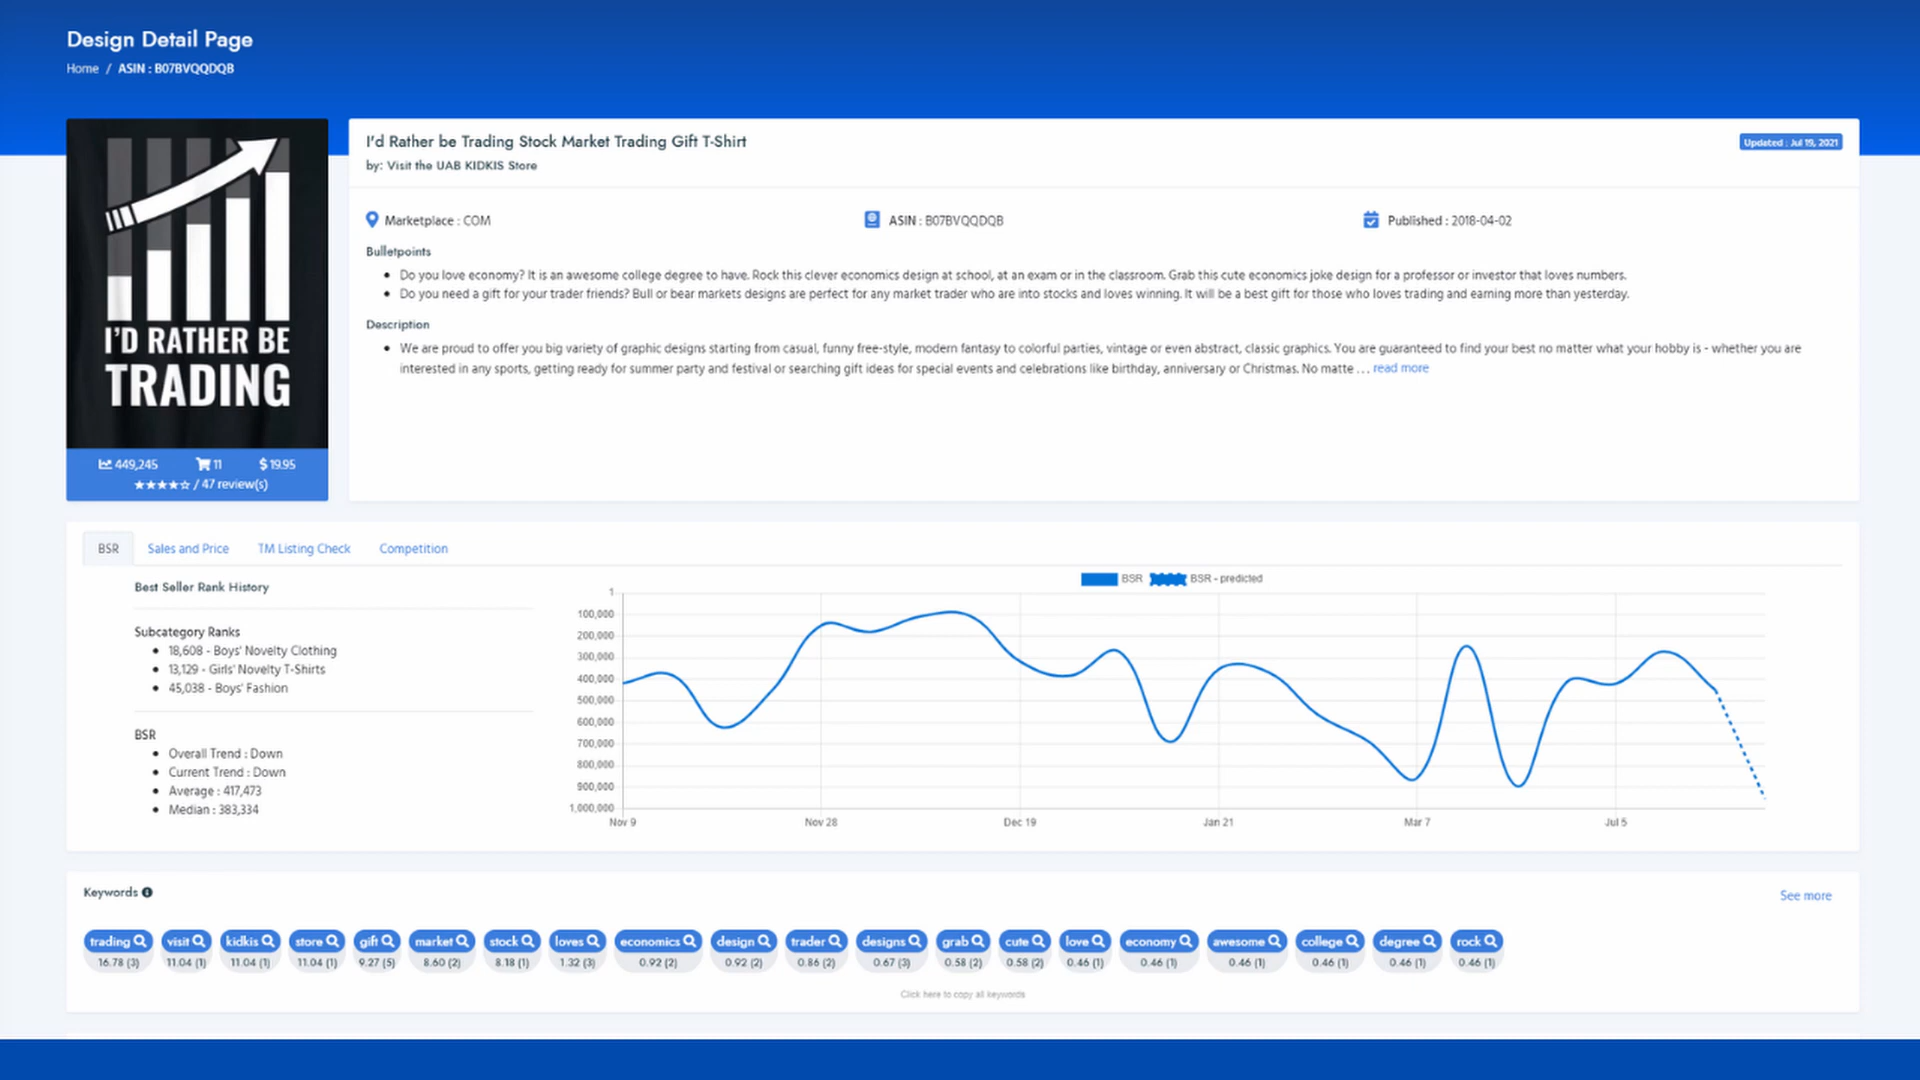 Design Detail Page
Home / ASIN : B07BVQQDQB
I'D RATHER BE
TRADING
449,245 11 $ 19.95
/ 47 review(s)
I'd Rather be Trading Stock Market Trading Gift T-Shirt
Updated : Jul 19, 2021
by: Visit the UAB KIDKIS Store
Marketplace : COM
ASIN : B07BVQQDQB
Published : 2018-04-02
Bulletpoints
Do you love economy? It is an awesome college degree to have. Rock this clever economics design at school, at an exam or in the classroom. Grab this cute economics joke design for a professor or investor that loves numbers.
Do you need a gift for your trader friends? Bull or bear markets designs are perfect for any market trader who are into stocks and loves winning. It will be a best gift for those who loves trading and earning more than yesterday.
Description
We are proud to offer you big variety of graphic designs starting from casual, funny free-style, modern fantasy to colorful parties, vintage or even abstract, classic graphics. You are guaranteed to find your best no matter what your hobby is - whether you are
interested in any sports, getting ready for summer party and festival or searching gift ideas for special events and celebrations like birthday, anniversary or Christmas. No matte ... read more
BSR Sales and Price TM Listing Check Competition
Best Seller Rank History
Subcategory Ranks
18,608 - Boys' Novelty Clothing
13,129 - Girls' Novelty T-Shirts
45,038 - Boys' Fashion
BSR
Overall Trend : Down
Current Trend : Down
Average : 417,473
Median : 383,334
BSR BSR - predicted
1
100,000
200,000
300,000
400,000
500,000
600,000
700,000
800,000
900,000
1,000,000
Nov 9 Nov 28 Dec 19 Jan 21 Mar 7 Jul 5
Keywords
See more
trading visit kidkis store gift market stock loves economics design trader designs grab cute love economy awesome college degree rock
16.78 (3) 11.04 (1) 11.04 (1) 11.04 (1) 9.27 (5) 8.60 (2) 8.18 (1) 1.32 (3) 0.92 (2) 0.92 (2) 0.86 (2) 0.67 (3) 0.58 (2) 0.58 (2) 0.46 (1) 0.46 (1) 0.46 (1) 0.46 (1) 0.46 (1) 0.46 (1)
Click here to copy all keywords